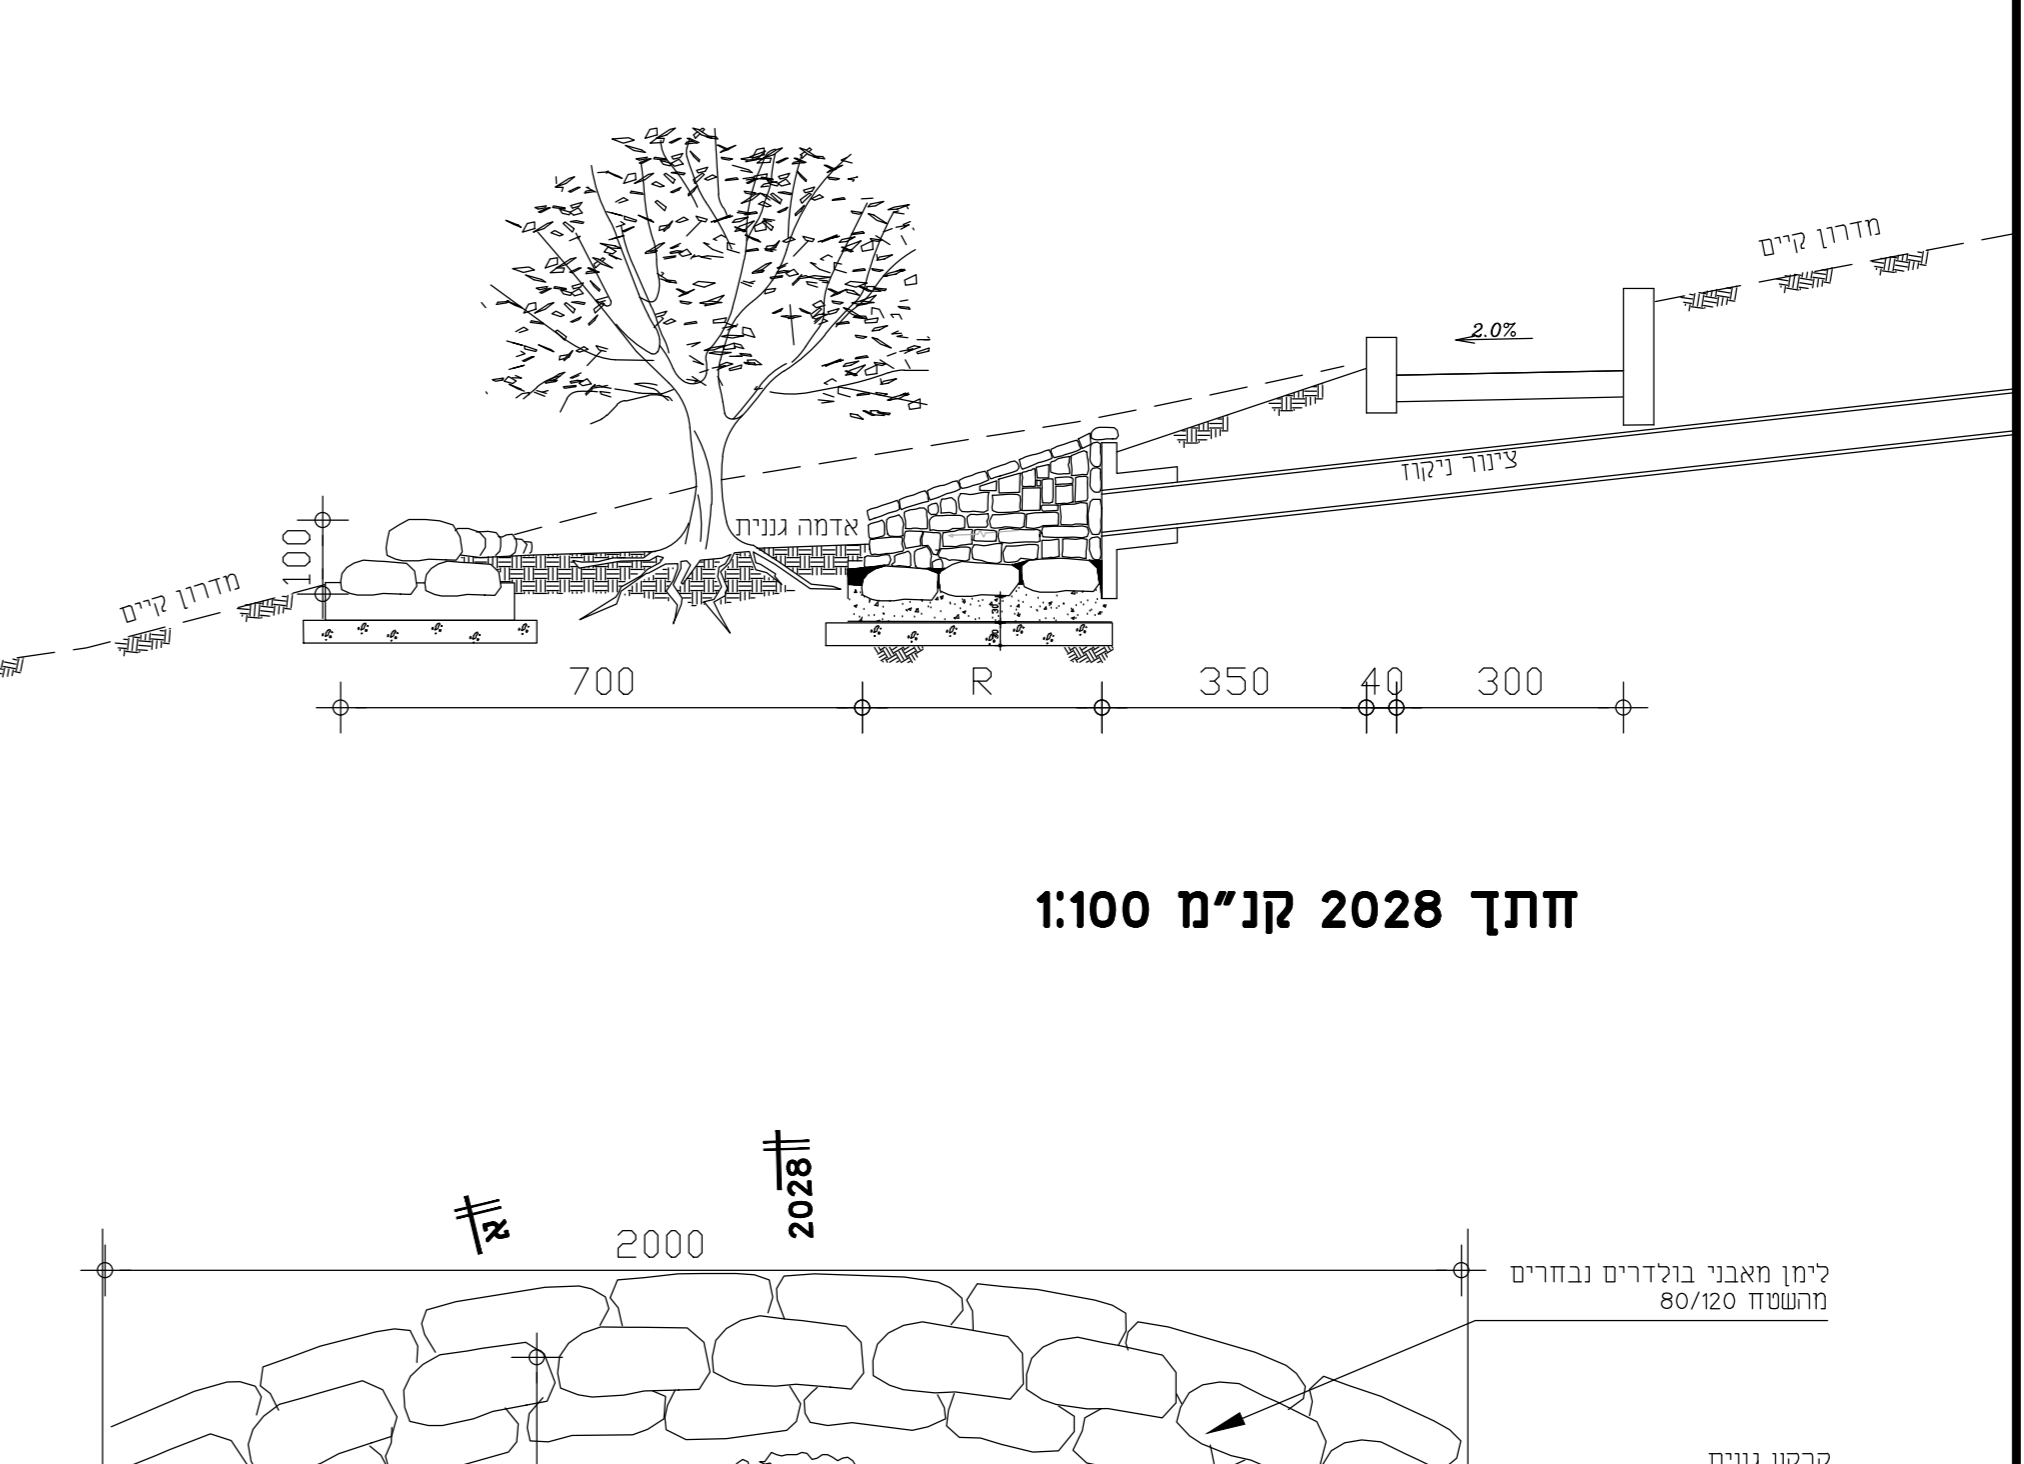 מדרון קיים
2.0%
צינור ניקוז
אדמה גננית
100
מדרון קיים
30
700
R
350
40
300
חתך 2028 קנ"מ 1:100
2028
א
2000
לימן מאבני בולדרים נבחרים
מהשטח 80/120